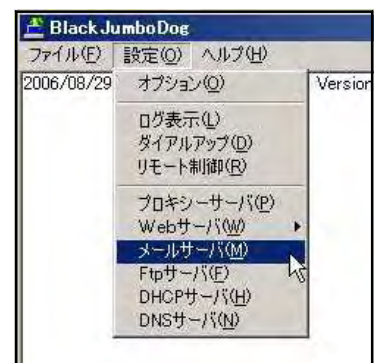 Black JumboDog
ファイル(F) 設定(O) ヘルプ(H)
2006/08/29 Version
オプション(O)
ログ表示(L)
ダイアルアップ(D)
リモート制御(R)
プロキシーサーバ(P)
Webサーバ(W)
メールサーバ(M)
Ftpサーバ(F)
DHCPサーバ(H)
DNSサーバ(N)